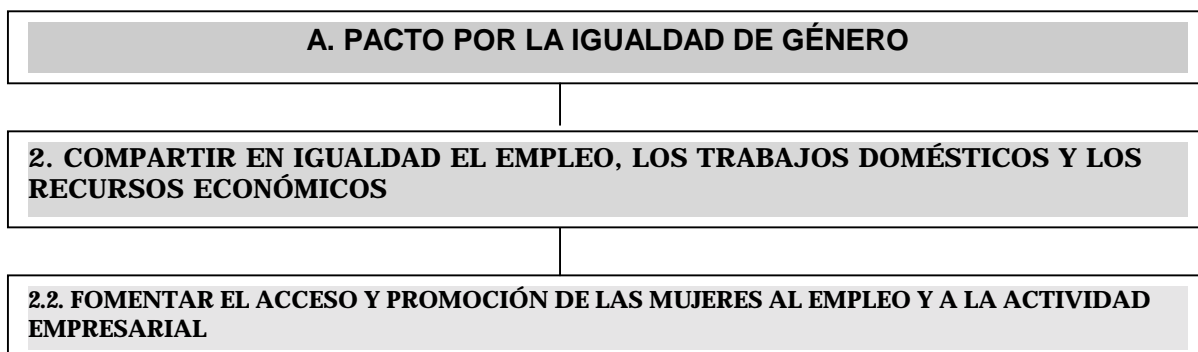 A. PACTO POR LA IGUALDAD DE GÉNERO
2. COMPARTIR EN IGUALDAD EL EMPLEO, LOS TRABAJOS DOMÉSTICOS Y LOS
RECURSOS ECONÓMICOS
2.2. FOMENTAR EL ACCESO Y PROMOCIÓN DE LAS MUJERES AL EMPLEO Y A LA ACTIVIDAD
EMPRESARIAL